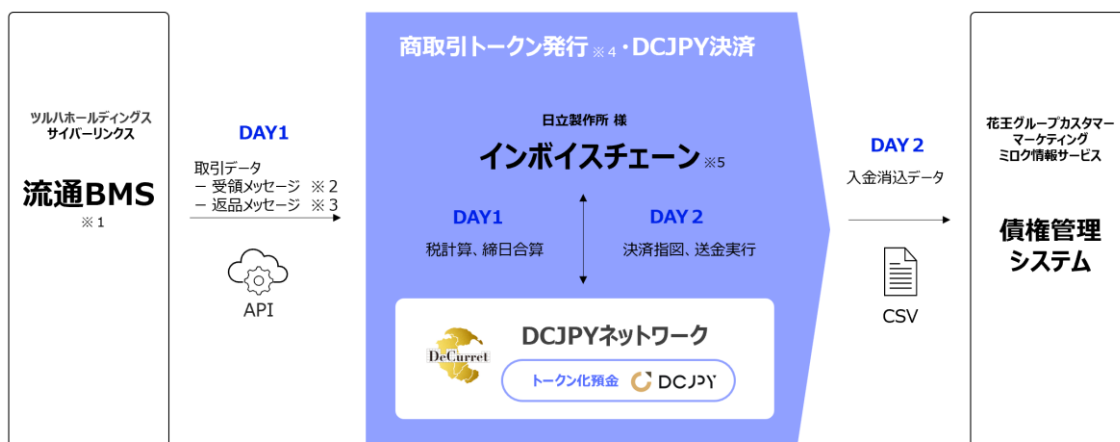 ツルハホールディングス
サイバーリンクス
流通BMS
※1
DAY1
取引データ
− 受領メッセージ ※2
− 返品メッセージ ※3
API
商取引トークン発行※4・DCJPY決済
日立製作所 様
インボイスチェーン※5
DAY1
税計算、締日合算
DAY 2
決済指図、送金実行
DeCurret
DCJPYネットワーク
トークン化預金 DCJPY
DAY 2
入金消込データ
CSV
花王グループカスタマー
マーケティング
ミロク情報サービス
債権管理
システム